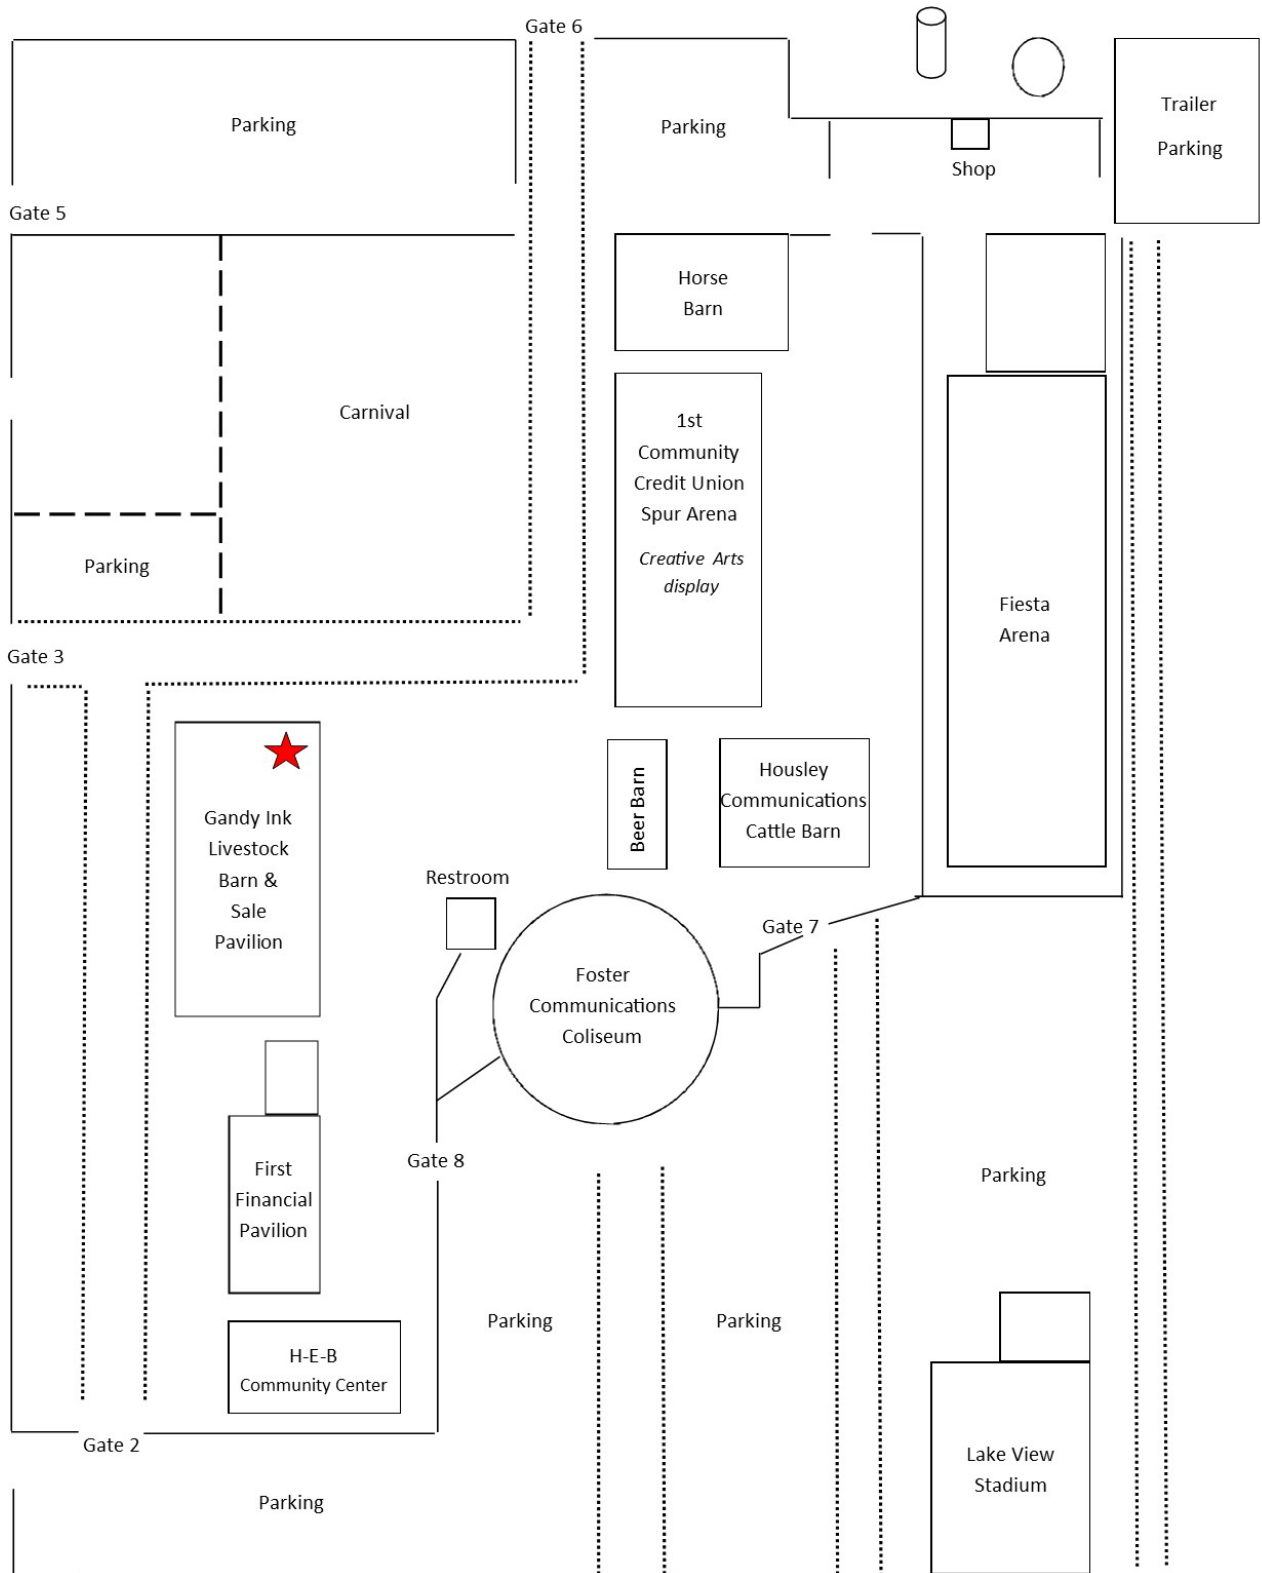 Gate 6
Parking
Parking
Trailer
Parking
Shop
Gate 5
Horse
Barn
Carnival
1st
Community
Credit Union
Spur Arena
Creative Arts
display
Parking
Fiesta
Arena
Gate 3
Gandy Ink
Livestock
Barn &
Sale
Pavilion
Beer Barn
Housley
Communications
Cattle Barn
Restroom
Gate 7
Foster
Communications
Coliseum
First
Financial
Pavilion
Gate 8
Parking
Parking
Parking
H-E-B
Community Center
Gate 2
Lake View
Stadium
Parking